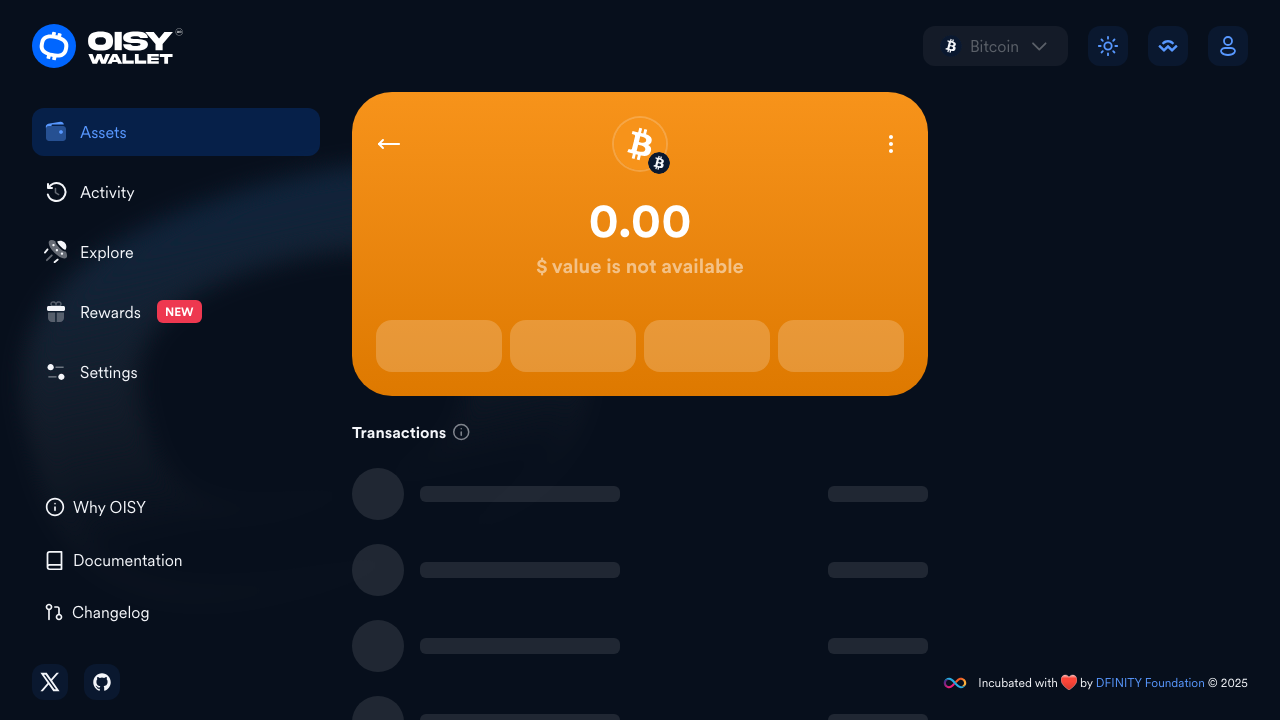 OISY
WALLET
Bitcoin
Assets
Activity
Explore
Rewards NEW
Settings
Why OISY
Documentation
Changelog
0.00
$ value is not available
Transactions
Incubated with ❤️ by DFINITY Foundation © 2025